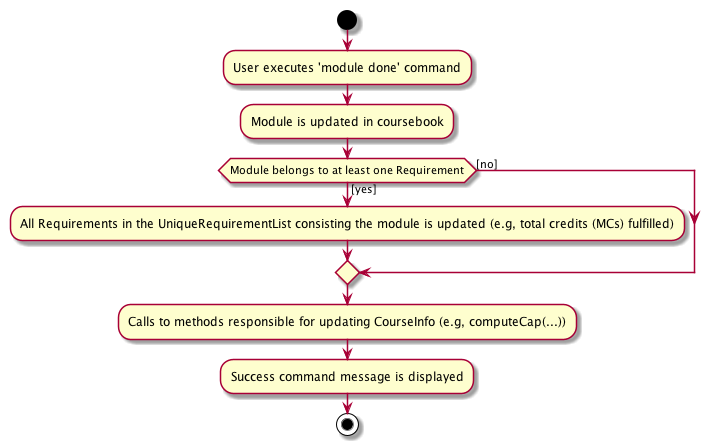 User executes 'module done' command
Module is updated in coursebook
Module belongs to at least one Requirement
[no]
[yes]
All Requirements in the UniqueRequirementList consisting the module is updated (e.g, total credits (MCs) fulfilled)
Calls to methods responsible for updating CourseInfo (e.g, computeCap(...))
Success command message is displayed